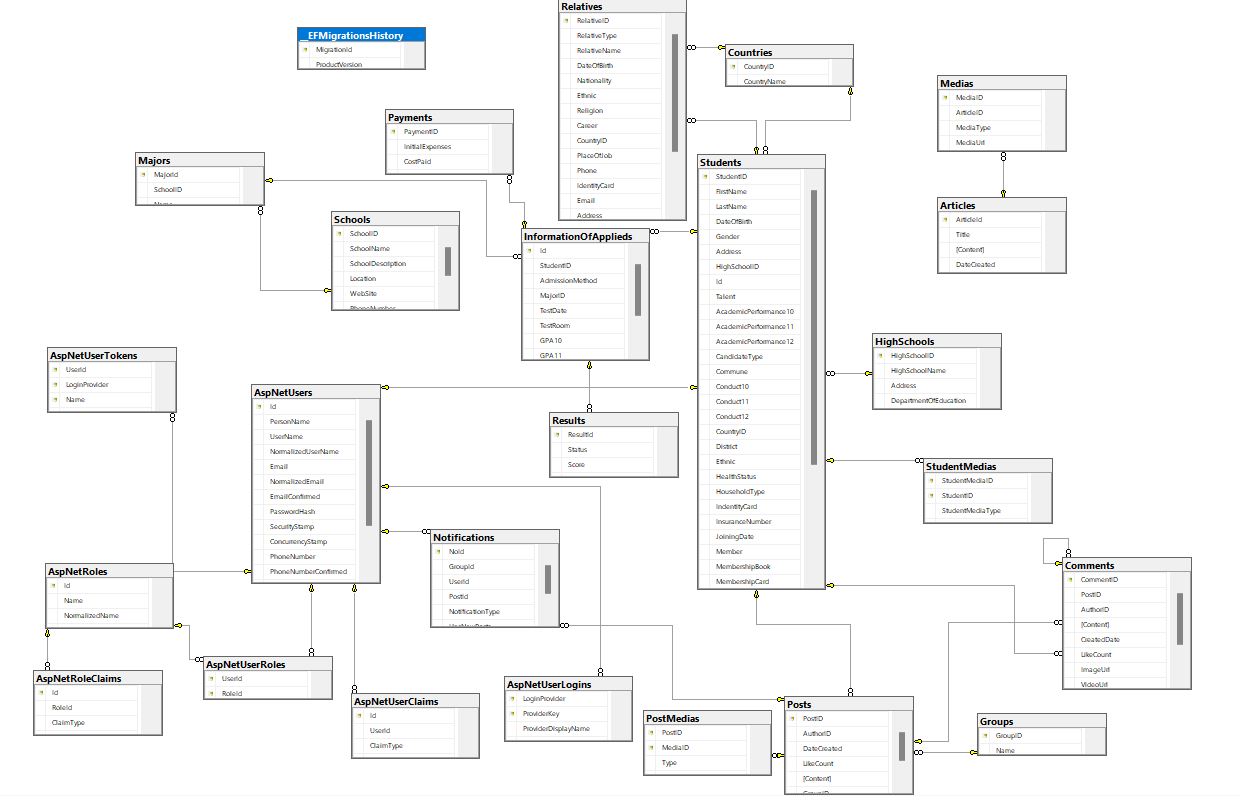 Relatives
RelativeID
RelativeType
RelativeName
DateOfBirth
Nationality
Ethnic
Religion
Career
CountryID
PlaceOfJob
Phone
IdentityCard
Email
Address
__EFMigrationsHistory
MigrationId
ProductVersion
Countries
CountryID
CountryName
Medias
MediaID
ArticleID
MediaType
MediaUrl
Payments
PaymentID
InitialExpenses
CostPaid
Majors
MajorId
SchoolID
Name
Students
StudentID
FirstName
LastName
DateOfBirth
Gender
Address
HighSchoolID
Id
Talent
AcademicPerformance10
AcademicPerformance11
AcademicPerformance12
CandidateType
Commune
Conduct10
Conduct11
Conduct12
CountryID
District
Ethnic
HealthStatus
HouseholdType
IndentityCard
InsuranceNumber
JoiningDate
Member
MembershipBook
MembershipCard
Articles
ArticleId
Title
[Content]
DateCreated
Schools
SchoolID
SchoolName
SchoolDescription
Location
WebSite
PhoneNumber
InformationOfApplieds
Id
StudentID
AdmissionMethod
MajorID
TestDate
TestRoom
GPA10
GPA11
HighSchools
HighSchoolID
HighSchoolName
Address
DepartmentOfEducation
AspNetUserTokens
UserId
LoginProvider
Name
AspNetUsers
Id
PersonName
UserName
NormalizedUserName
Email
NormalizedEmail
EmailConfirmed
PasswordHash
SecurityStamp
ConcurrencyStamp
PhoneNumber
PhoneNumberConfirmed
Results
ResultId
Status
Score
StudentMedias
StudentMediaID
StudentID
StudentMediaType
Notifications
NoId
GroupId
UserId
PostId
NotificationType
Comments
CommentID
PostID
AuthorID
[Content]
CreatedDate
LikeCount
ImageUrl
VideoUrl
AspNetRoles
Id
Name
NormalizedName
AspNetUserRoles
UserId
RoleId
AspNetRoleClaims
Id
RoleId
ClaimType
AspNetUserClaims
Id
UserId
ClaimType
AspNetUserLogins
LoginProvider
ProviderKey
ProviderDisplayName
PostMedias
PostID
MediaID
Type
Posts
PostID
AuthorID
DateCreated
LikeCount
[Content]
GroupID
Groups
GroupID
Name